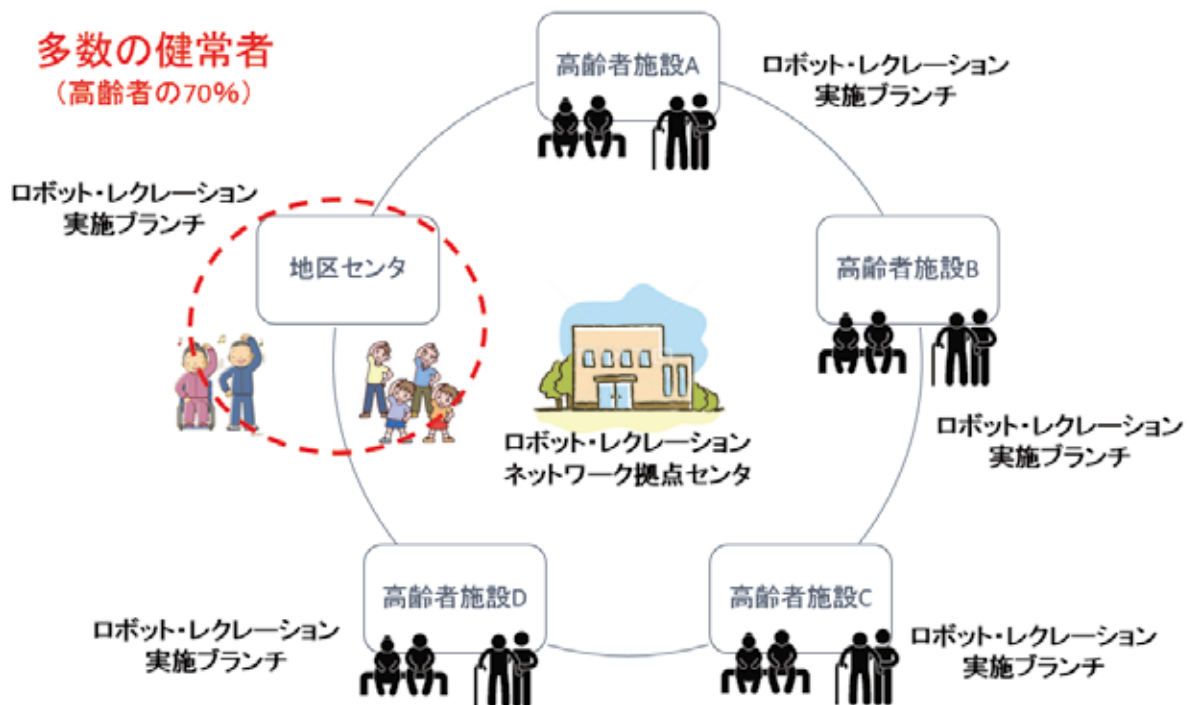 多数の健常者
（高齢者の70％）
高齢者施設A
ロボット・レクレーション
実施ブランチ
ロボット・レクレーション
実施ブランチ
地区センタ
高齢者施設B
ロボット・レクレーション
ネットワーク拠点センタ
ロボット・レクレーション
実施ブランチ
高齢者施設D
高齢者施設C
ロボット・レクレーション
実施ブランチ
ロボット・レクレーション
実施ブランチ